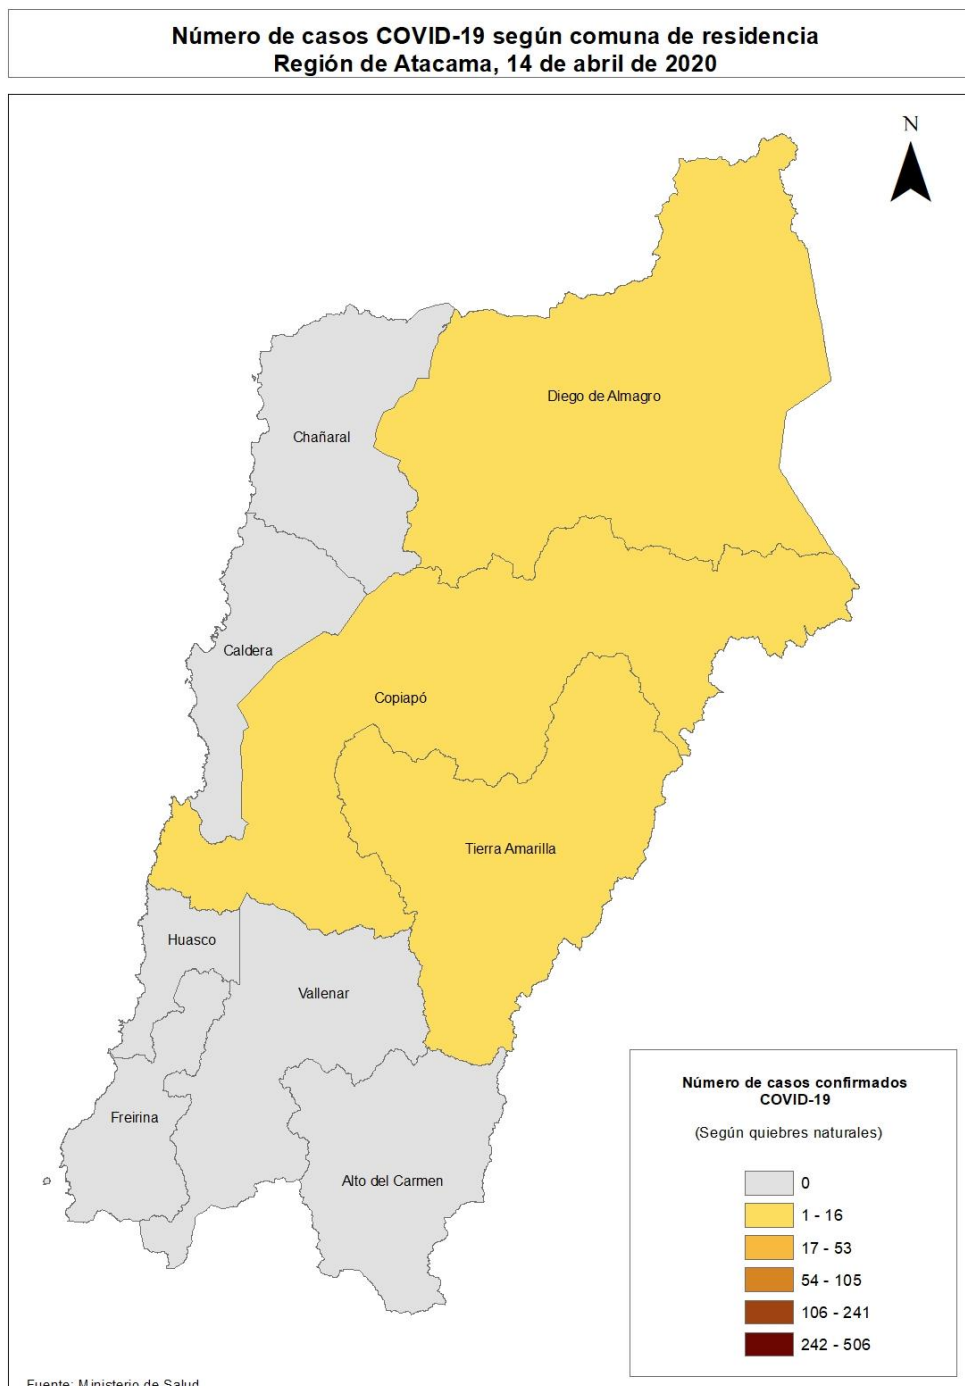 Número de casos COVID-19 según comuna de residencia
Región de Atacama, 14 de abril de 2020
N
Diego de Almagro
Chañaral
Caldera
Copiapó
Tierra Amarilla
Huasco
Vallenar
Freirina
Alto del Carmen
Número de casos confirmados
COVID-19
(Según quiebres naturales)
0
1 - 16
17 - 53
54 - 105
106 - 241
242 - 506
Fuente: Ministerio de Salud